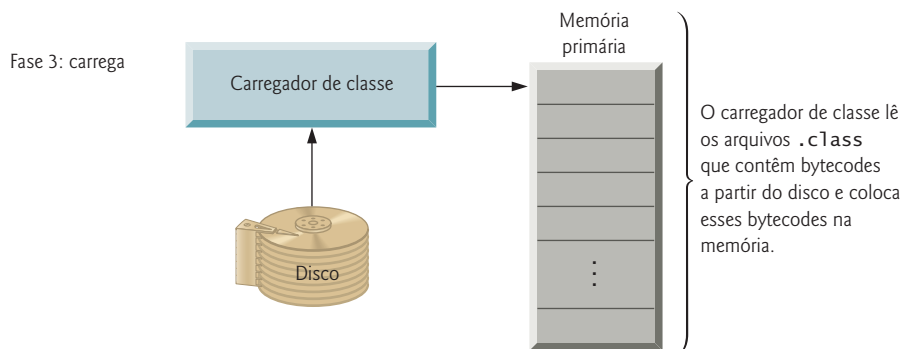 Fase 3: carrega
Carregador de classe
Disco
Memória
primária
O carregador de classe lê
os arquivos .class
que contêm bytecodes
a partir do disco e coloca
esses bytecodes na
memória.